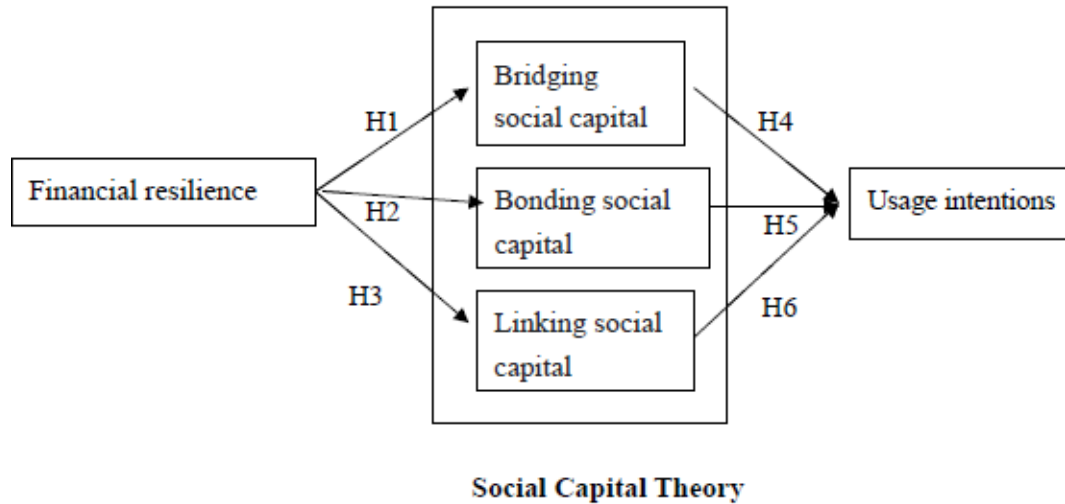 Financial resilience
H1
H2
H3
Bridging
social capital
Bonding social
capital
Linking social
capital
H4
H5
H6
Usage intentions
Social Capital Theory